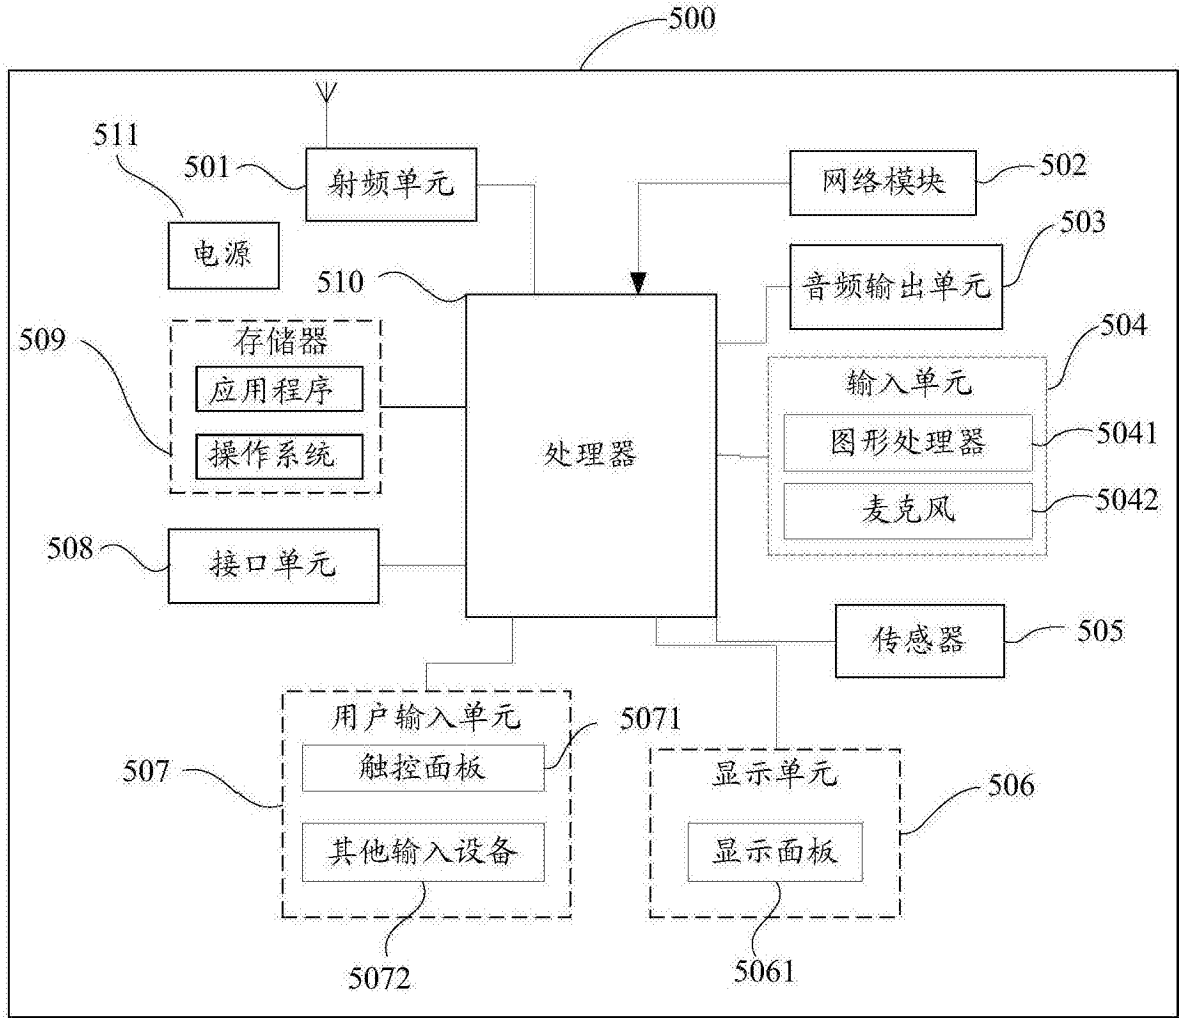 500
511
501
射频单元
网络模块
502
电源
510
音频输出单元
503
509
存储器
应用程序
操作系统
处理器
输入单元
504
图形处理器
5041
麦克风
5042
508
接口单元
传感器
505
用户输入单元
5071
触控面板
507
其他输入设备
5072
显示单元
506
显示面板
5061